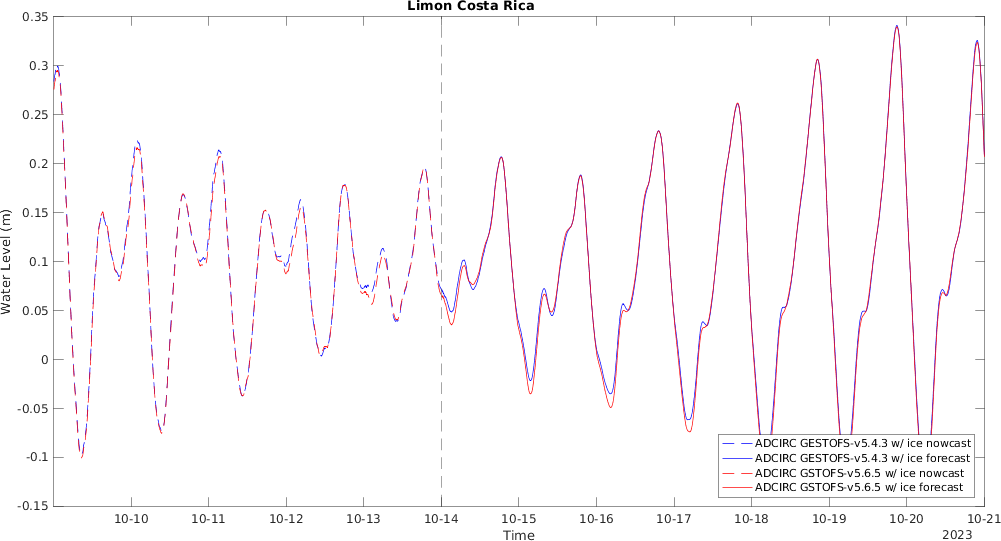 Limon Costa Rica
0.35
0.3
0.25
0.2
0.15
0.1
0.05
0
-0.05
-0.1
-0.15
Water Level (m)
ADCIRC GESTOFS-v5.4.3 w/ ice nowcast
ADCIRC GESTOFS-v5.4.3 w/ ice forecast
ADCIRC GSTOFS-v5.6.5 w/ ice nowcast
ADCIRC GSTOFS-v5.6.5 w/ ice forecast
10-10 10-11 10-12 10-13 10-14 10-15 10-16 10-17 10-18 10-19 10-20 10-21
Time
2023